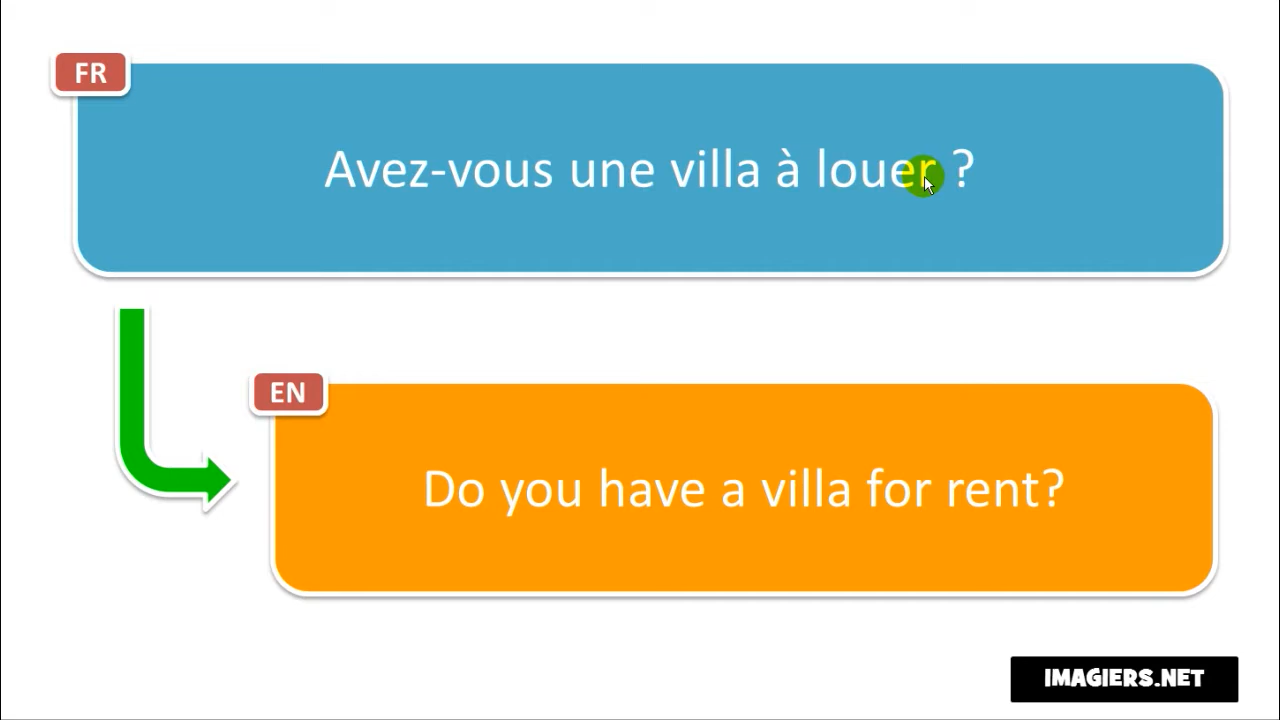 FR
Avez-vous une villa à louer ?
EN
Do you have a villa for rent?
IMAGIERS.NET